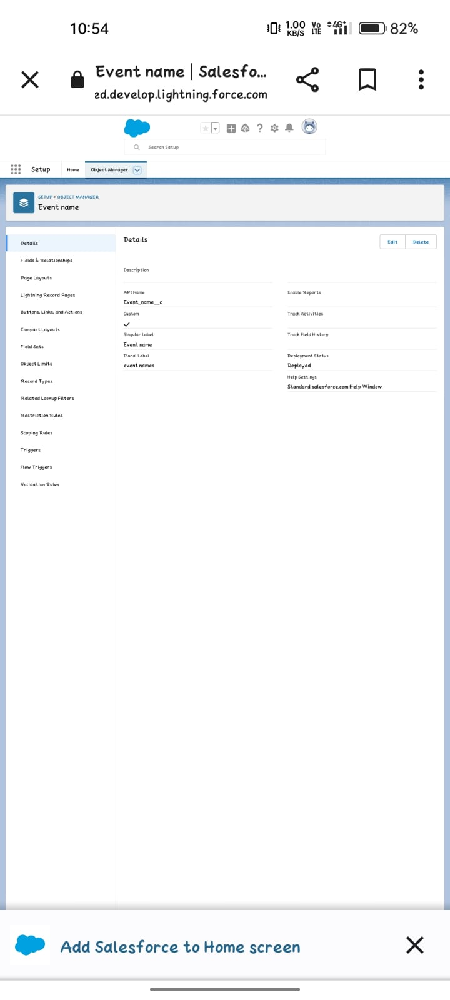 10:54
1.00 KB/S
Vo LTE
4G+
82%
Event name | Salesfo...
ed.develop.lightning.force.com
Search Setup
Setup
Home
Object Manager
SETUP > OBJECT MANAGER
Event name
Details
Fields & Relationships
Page Layouts
Lightning Record Pages
Buttons, Links, and Actions
Compact Layouts
Field Sets
Object Limits
Record Types
Related Lookup Filters
Restriction Rules
Scoping Rules
Triggers
Flow Triggers
Validation Rules
Details
Edit
Delete
Description
API Name
Event_name__c
Custom
Singular Label
Event name
Plural Label
event names
Enable Reports
Track Activities
Track Field History
Deployment Status
Deployed
Help Settings
Standard salesforce.com Help Window
Add Salesforce to Home screen